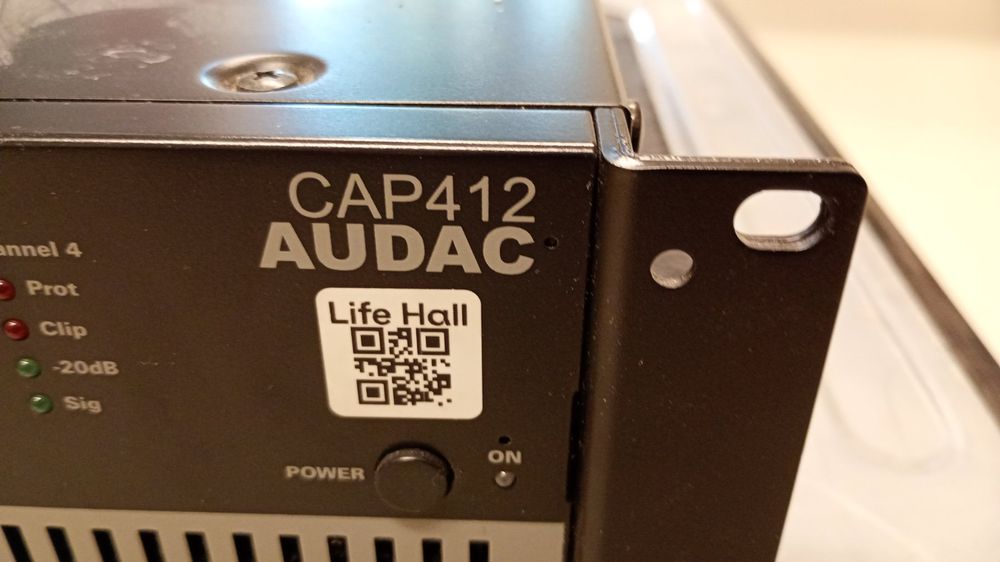 CAP412
AUDAC
annel 4
Prot
Clip
-20dB
Sig
Life Hall
POWER
ON